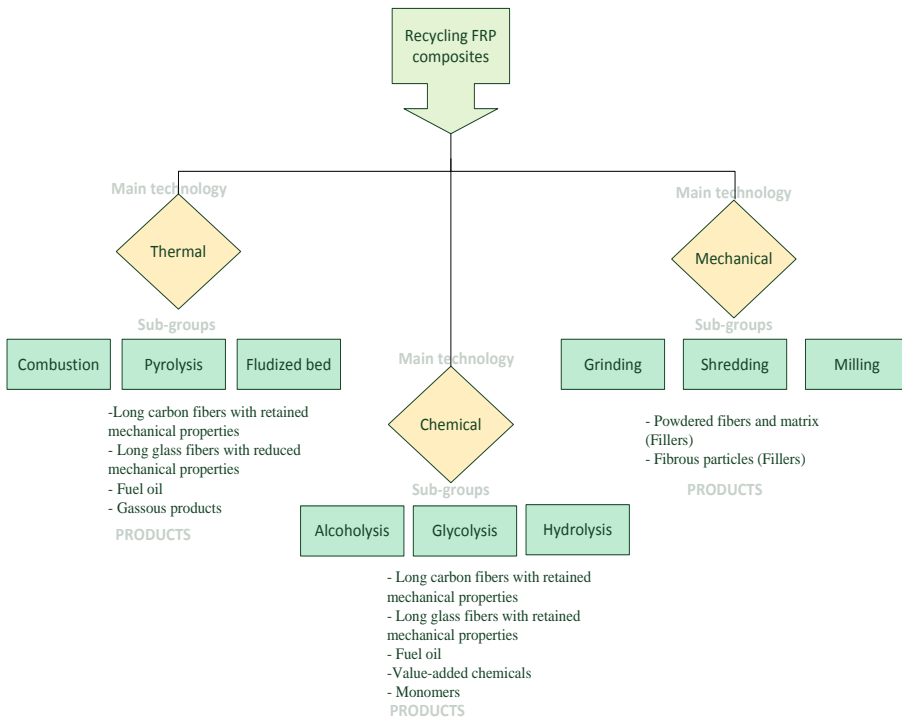 Recycling FRP
composites
Main technology
Thermal
Sub-groups
Combustion
Pyrolysis
Fludized bed
-Long carbon fibers with retained
mechanical properties
- Long glass fibers with reduced
mechanical properties
- Fuel oil
- Gassous products
PRODUCTS
Main technology
Chemical
Sub-groups
Alcoholysis
Glycolysis
Hydrolysis
- Long carbon fibers with retained
mechanical properties
- Long glass fibers with retained
mechanical properties
- Fuel oil
-Value-added chemicals
- Monomers
PRODUCTS
Main technology
Mechanical
Sub-groups
Grinding
Shredding
Milling
- Powdered fibers and matrix
(Fillers)
- Fibrous particles (Fillers)
PRODUCTS